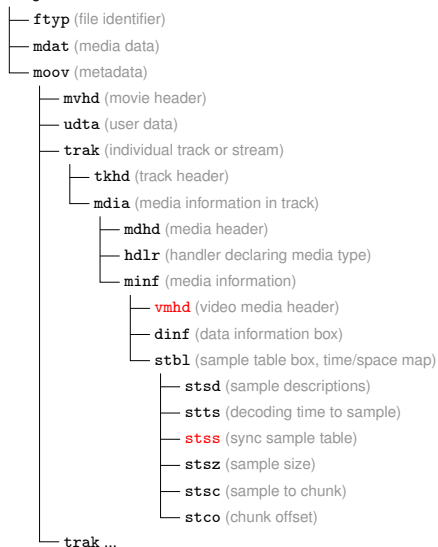 ftyp (file identifier)
mdat (media data)
moov (metadata)
mvhd (movie header)
udta (user data)
trak (individual track or stream)
tkhd (track header)
mdia (media information in track)
mdhd (media header)
hdlr (handler declaring media type)
minf (media information)
vmhd (video media header)
dinf (data information box)
stbl (sample table box, time/space map)
stsd (sample descriptions)
stts (decoding time to sample)
stss (sync sample table)
stsz (sample size)
stsc (sample to chunk)
stco (chunk offset)
trak ...